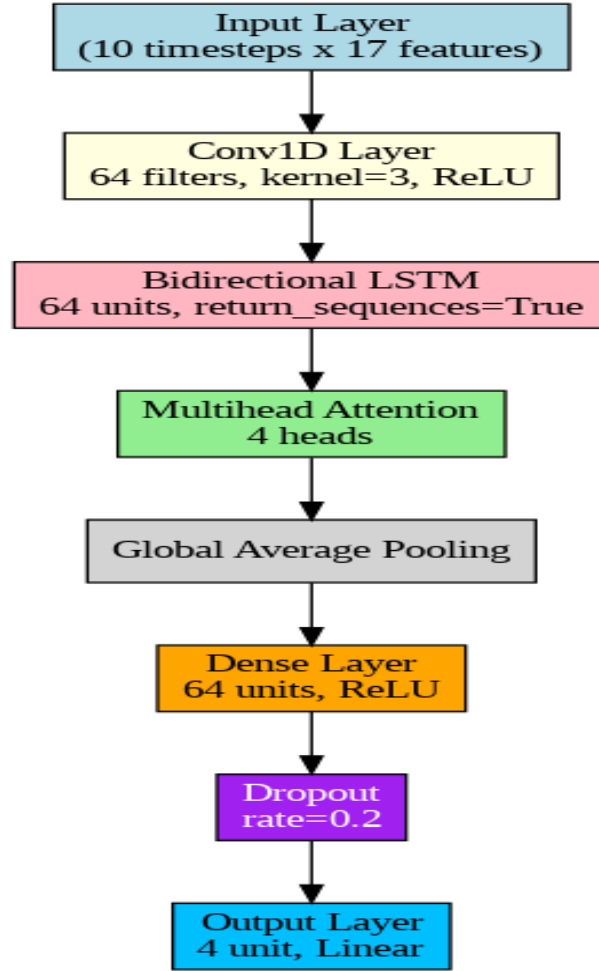 Input Layer
(10 timesteps x 17 features)
Conv1D Layer
64 filters, kernel=3, ReLU
Bidirectional LSTM
64 units, return_sequences=True
Multihead Attention
4 heads
Global Average Pooling
Dense Layer
64 units, ReLU
Dropout
rate=0.2
Output Layer
4 unit, Linear